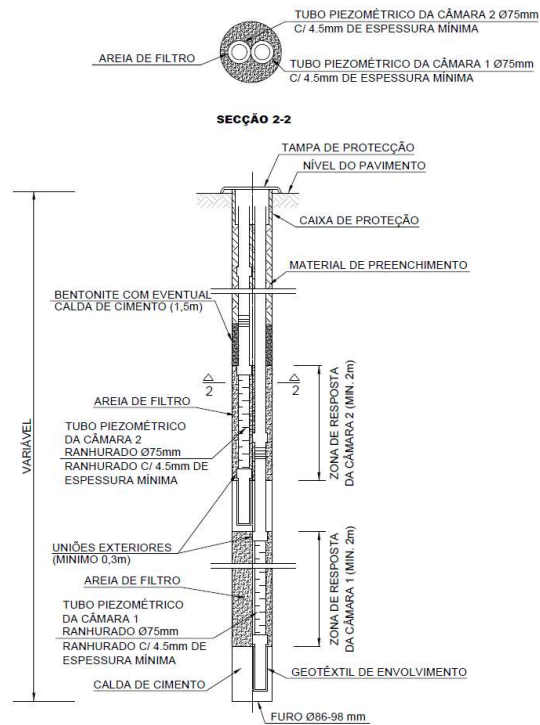 TUBO PIEZOMÉTRICO DA CÂMARA 2 Ø75mm
C/ 4.5mm DE ESPESSURA MÍNIMA
AREIA DE FILTRO
TUBO PIEZOMÉTRICO DA CÂMARA 1 Ø75mm
C/ 4.5mm DE ESPESSURA MÍNIMA
SECÇÃO 2-2
TAMPA DE PROTECÇÃO
NÍVEL DO PAVIMENTO
CAIXA DE PROTEÇÃO
MATERIAL DE PREENCHIMENTO
BENTONITE COM EVENTUAL
CALDA DE CIMENTO (1,5m)
2
2
AREIA DE FILTRO
TUBO PIEZOMÉTRICO
DA CÂMARA 2
RANHURADO Ø75mm
RANHURADO C/ 4.5mm DE
ESPESSURA MÍNIMA
ZONA DE RESPOSTA
DA CÂMARA 2 (MIN. 2m)
VARIÁVEL
UNIÕES EXTERIORES
(MINIMO 0,3m)
AREIA DE FILTRO
TUBO PIEZOMÉTRICO
DA CÂMARA 1
RANHURADO Ø75mm
RANHURADO C/ 4.5mm DE
ESPESSURA MÍNIMA
ZONA DE RESPOSTA
DA CÂMARA 1 (MIN. 2m)
CALDA DE CIMENTO
GEOTÊXTIL DE ENVOLVIMENTO
FURO Ø86-98 mm